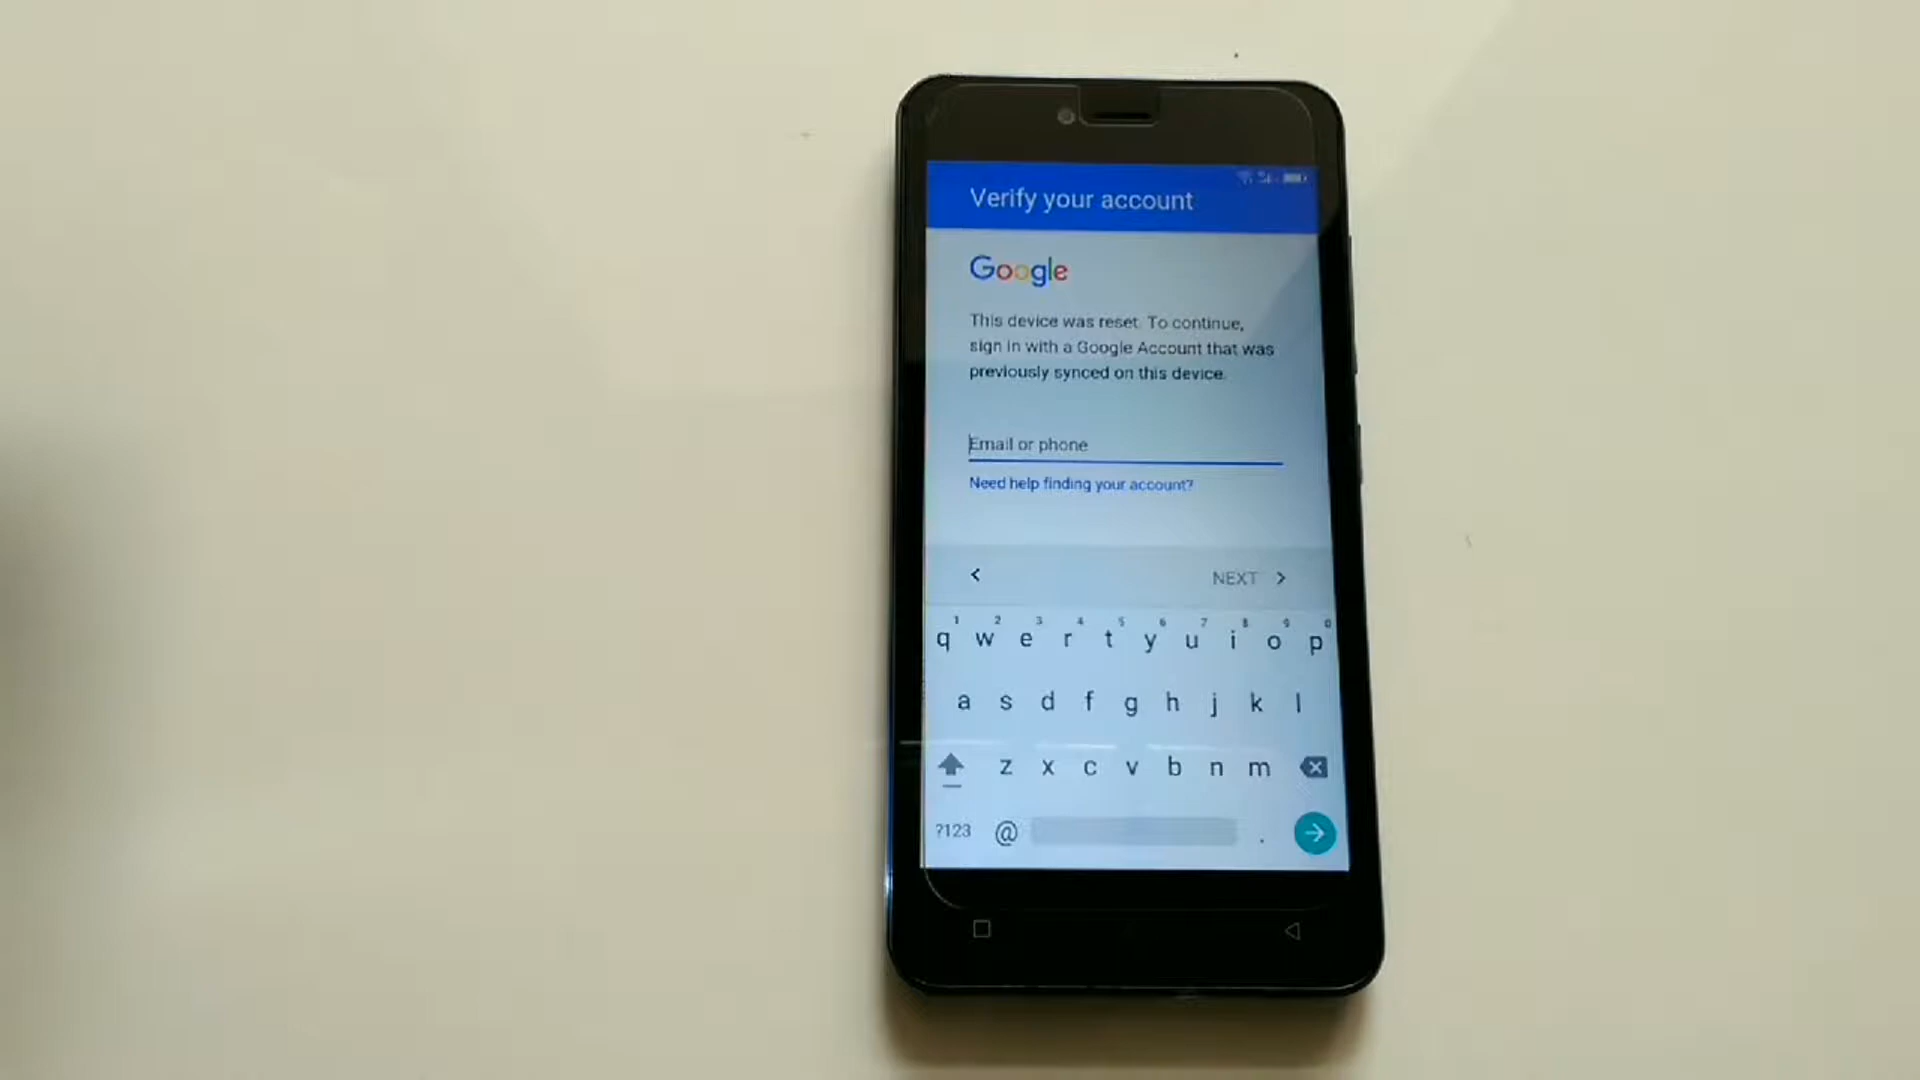 Verify your account
Google
This device was reset. To continue,
sign in with a Google Account that was
previously synced on this device.
Email or phone
Need help finding your account?
NEXT
1 2 3 4 5 6 7 8 9 0
q w e r t y u i o p
a s d f g h j k l
z x c v b n m
?123 @ .